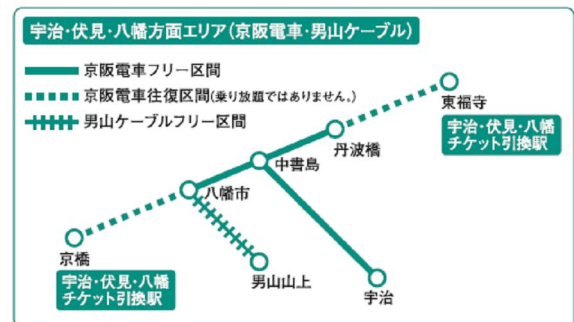 宇治・伏見・八幡方面エリア(京阪電車・男山ケーブル)
京阪電車フリー区間
京阪電車往復区間(乗り放題ではありません。)
男山ケーブルフリー区間
東福寺
宇治・伏見・八幡
チケット引換駅
丹波橋
中書島
八幡市
京橋
宇治・伏見・八幡
チケット引換駅
男山山上
宇治